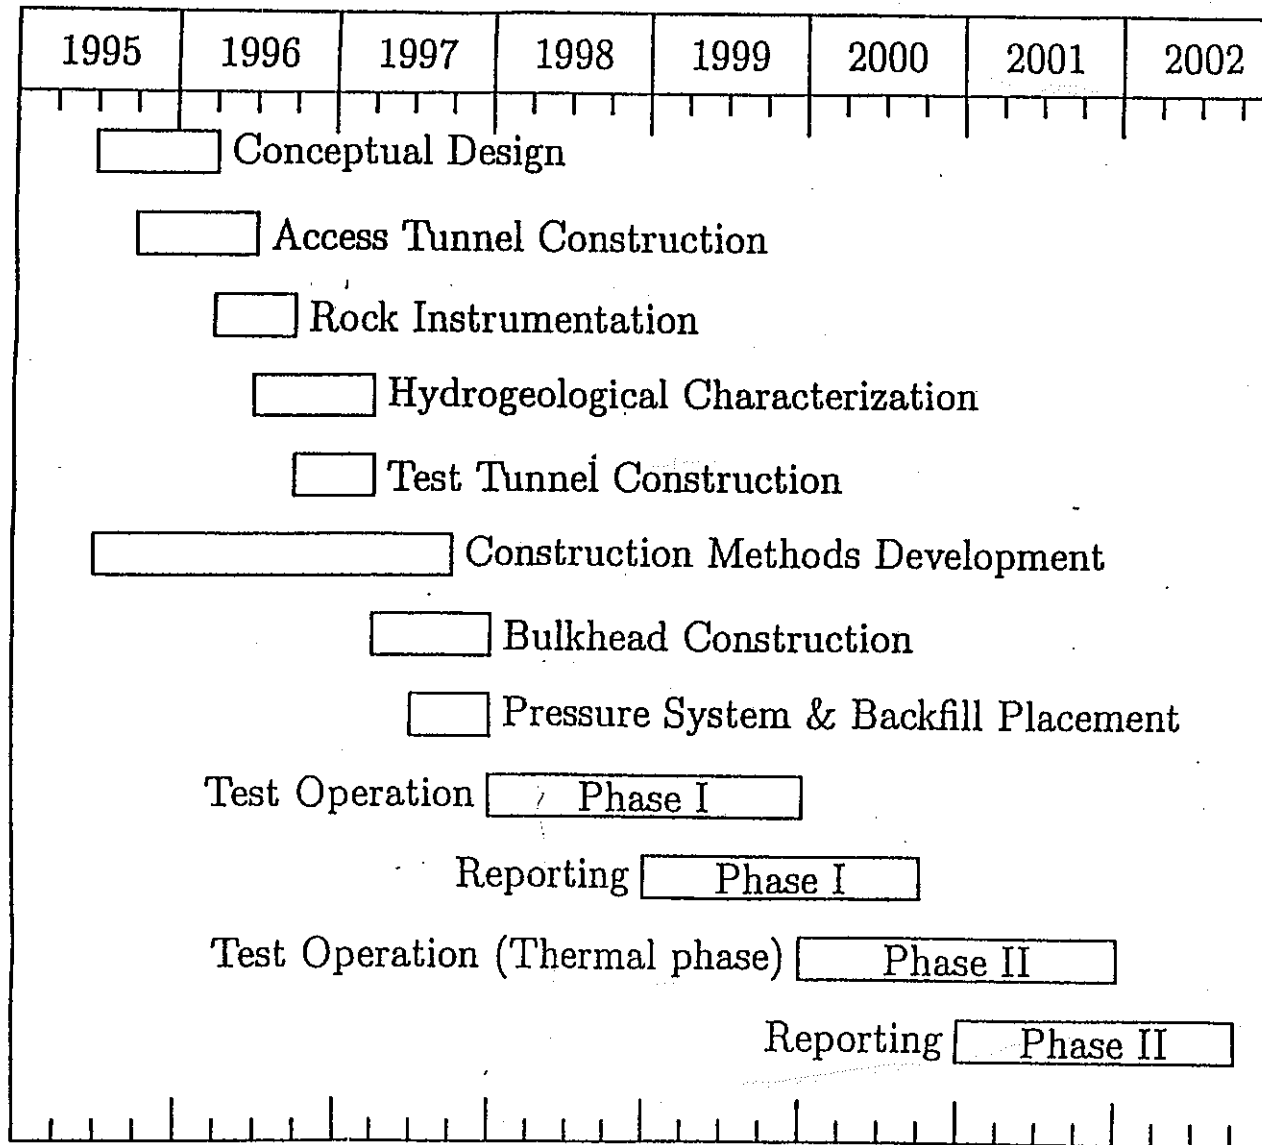 1995 1996 1997 1998 1999 2000 2001 2002
Conceptual Design
Access Tunnel Construction
Rock Instrumentation
Hydrogeological Characterization
Test Tunnel Construction
Construction Methods Development
Bulkhead Construction
Pressure System & Backfill Placement
Test Operation Phase I
Reporting Phase I
Test Operation (Thermal phase) Phase II
Reporting Phase II